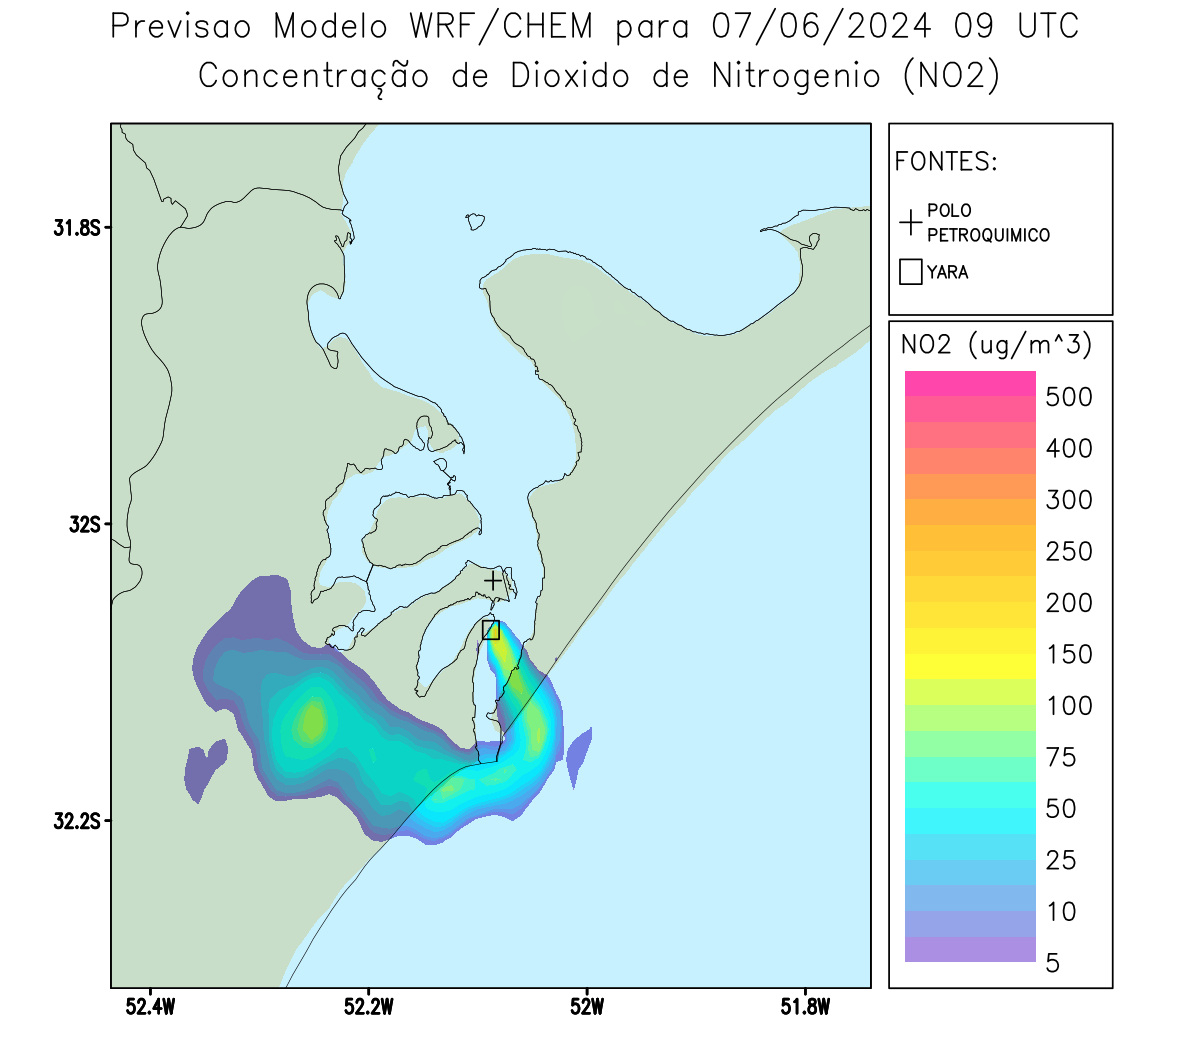 Previsao Modelo WRF/CHEM para 07/06/2024 09 UTC
Concentração de Dioxido de Nitrogenio (NO2)
FONTES:
POLO
PETROQUIMICO
YARA
NO2 (ug/m^3)
500
400
300
250
200
150
100
75
50
25
10
5
31.8S
32S
32.2S
52.4W
52.2W
52W
51.8W